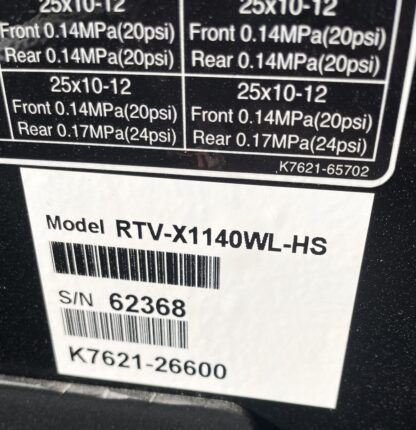 25x10-12 25x10-12
Front 0.14MPa(20psi) Front 0.14MPa(20psi)
Rear 0.14MPa(20psi) Rear 0.14MPa(20psi)
25x10-12 25x10-12
Front 0.14MPa(20psi) Front 0.14MPa(20psi)
Rear 0.17MPa(24psi) Rear 0.17MPa(24psi)
K7621-65702
Model RTV-X1140WL-HS
S/N 62368
K7621-26600